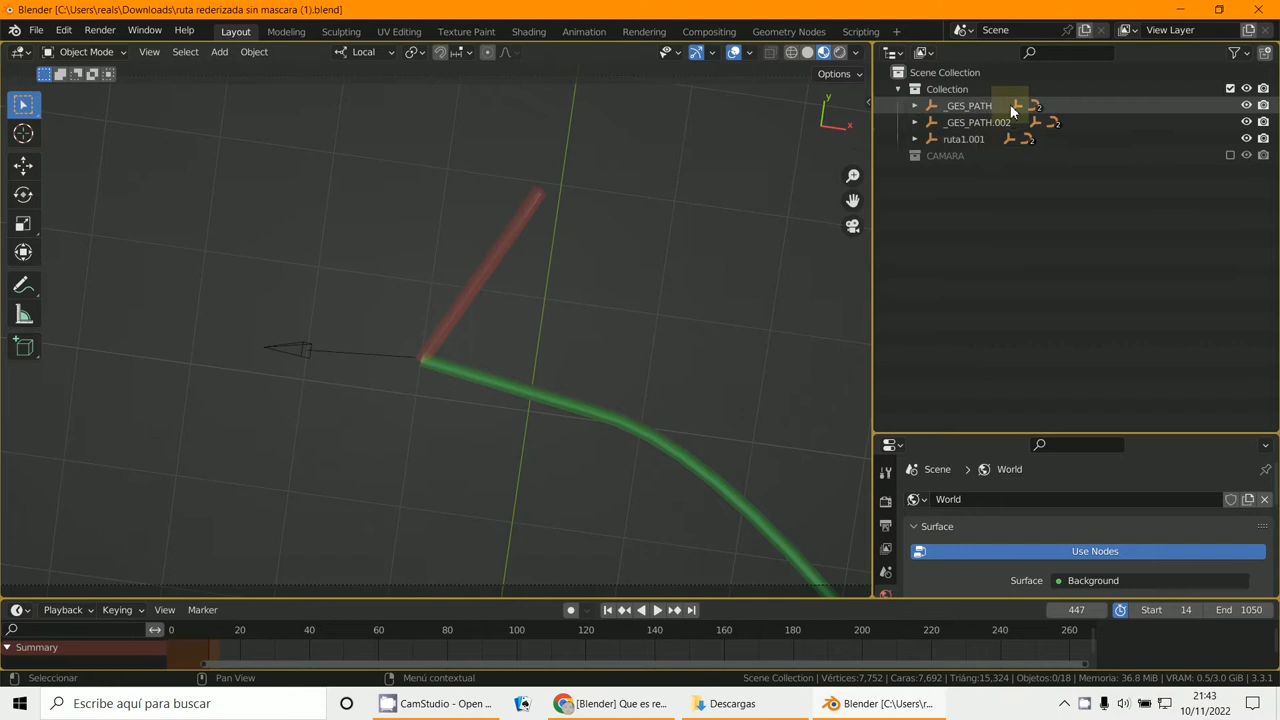 Blender [C:\Users\reals\Downloads\ruta rederizada sin mascara (1).blend]
File Edit Render Window Help Layout Modeling Sculpting UV Editing Texture Paint Shading Animation Rendering Compositing Geometry Nodes Scripting + Scene View Layer
Object Mode View Select Add Object Local
Options
y
x
Scene Collection
Collection
_GES_PATH 2
_GES_PATH.002 2
ruta1.001 2
CAMARA
Scene > World
World
Surface
Use Nodes
Surface Background
Playback Keying View Marker 447 Start 14 End 1050
0 20 40 60 80 100 120 140 160 180 200 220 240 260
Summary
Seleccionar Pan View Menú contextual Scene Collection | Vértices:7,752 | Caras:7,692 | Triáng:15,324 | Objetos:0/18 | Memoria: 36.8 MiB | VRAM: 0.5/3.0 GiB | 3.3.1
Escribe aquí para buscar CamStudio - Open ... [Blender] Que es re... Descargas Blender [C:\Users\r... 21:43
10/11/2022